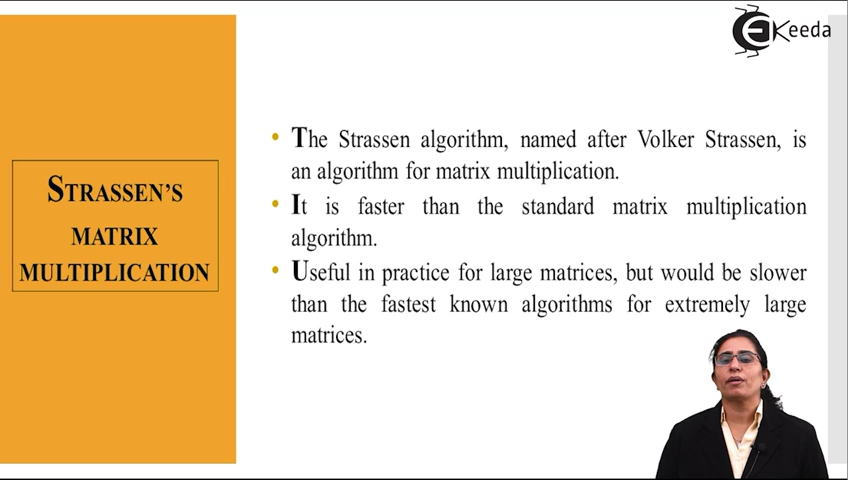 Keeda
STRASSEN'S
MATRIX
MULTIPLICATION
• The Strassen algorithm, named after Volker Strassen, is
an algorithm for matrix multiplication.
• It is faster than the standard matrix multiplication
algorithm.
• Useful in practice for large matrices, but would be slower
than the fastest known algorithms for extremely large
matrices.